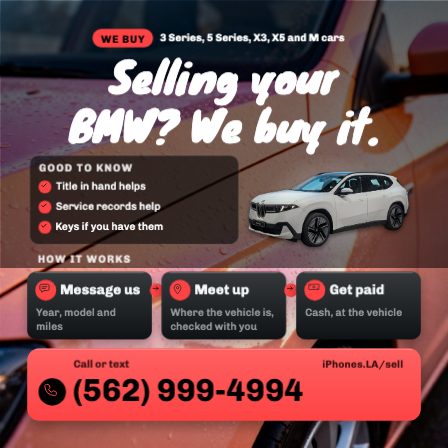 WE BUY 3 Series, 5 Series, X3, X5 and M cars
Selling your
BMW? We buy it.
GOOD TO KNOW
Title in hand helps
Service records help
Keys if you have them
HOW IT WORKS
Message us
Year, model and
miles
Meet up
Where the vehicle is,
checked with you
Get paid
Cash, at the vehicle
Call or text
iPhones.LA/sell
(562) 999-4994